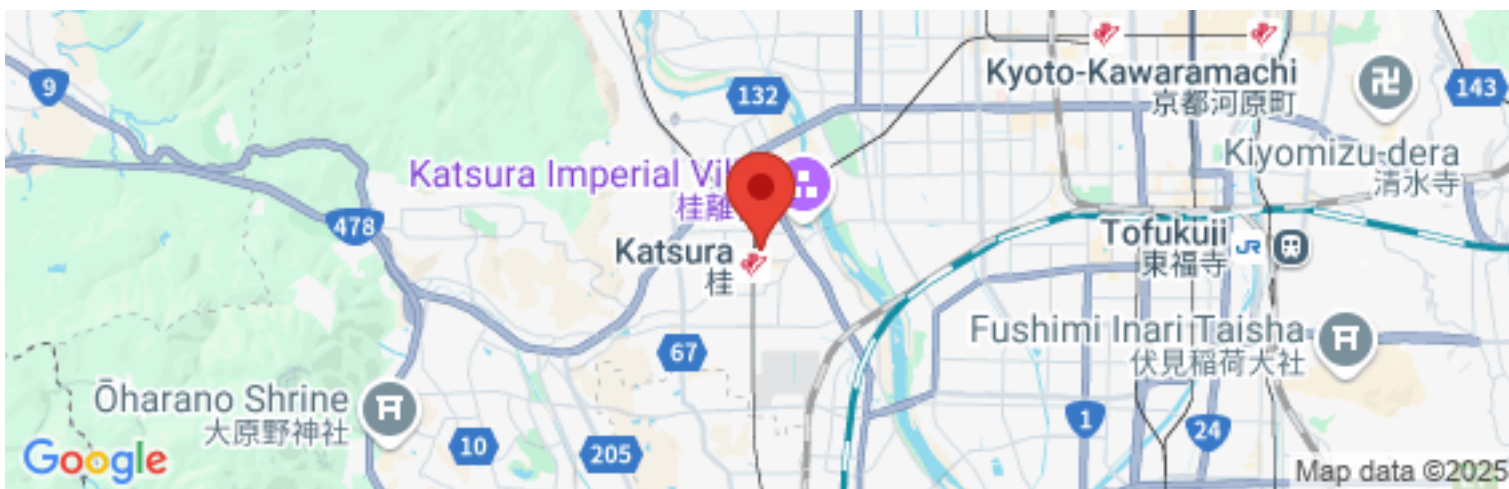 9
132
Kyoto-Kawaramachi
京都河原町
143
Katsura Imperial Vil
桂離
Kiyomizu-dera
清水寺
478
Katsura
桂
Tofukuji
東福寺
JR
67
Fushimi Inari Taisha
伏見稲荷大社
Ōharano Shrine
大原野神社
10
205
1
24
Google
Map data ©2025